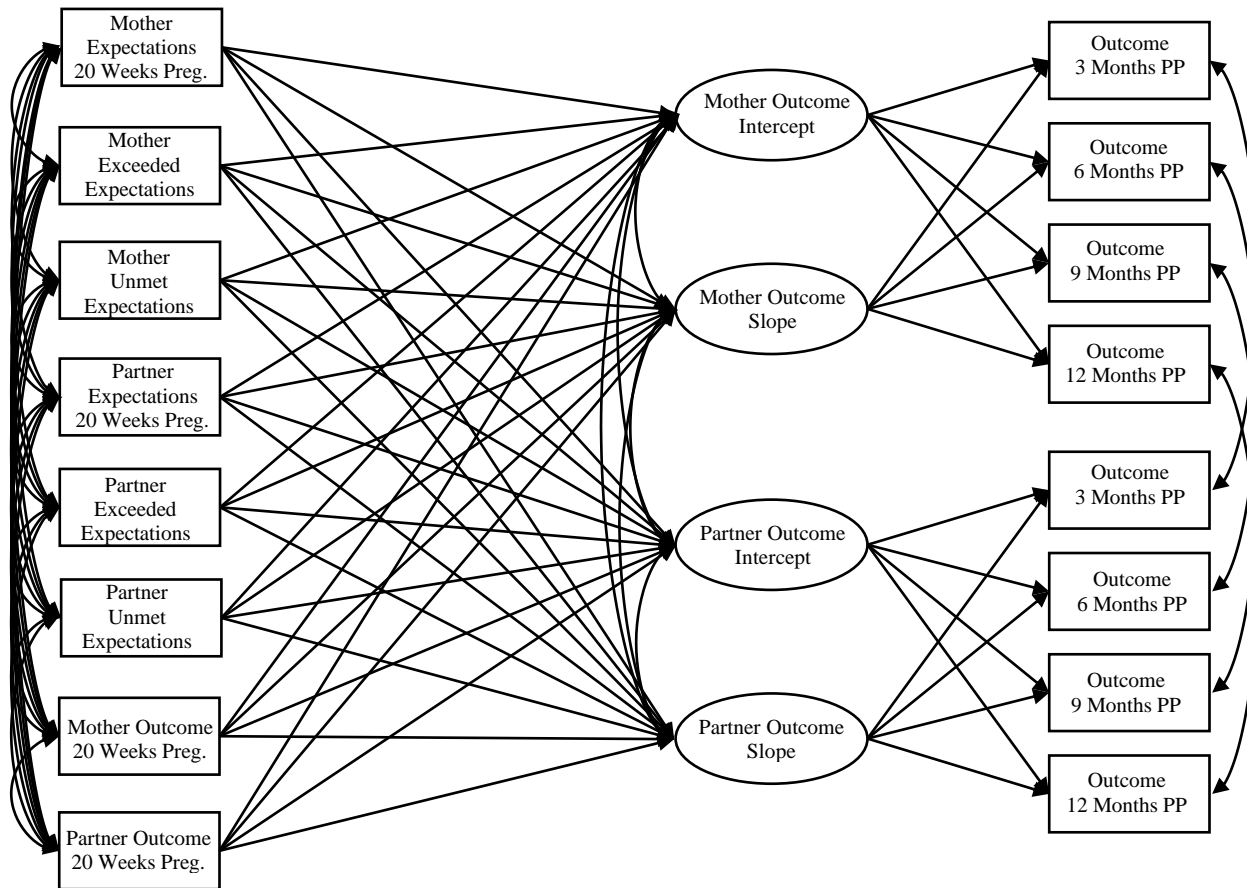 Mother
Expectations
20 Weeks Preg.
Mother
Exceeded
Expectations
Mother
Unmet
Expectations
Partner
Expectations
20 Weeks Preg.
Partner
Exceeded
Expectations
Partner
Unmet
Expectations
Mother Outcome
20 Weeks Preg.
Partner Outcome
20 Weeks Preg.
Mother Outcome
Intercept
Mother Outcome
Slope
Partner Outcome
Intercept
Partner Outcome
Slope
Outcome
3 Months PP
Outcome
6 Months PP
Outcome
9 Months PP
Outcome
12 Months PP
Outcome
3 Months PP
Outcome
6 Months PP
Outcome
9 Months PP
Outcome
12 Months PP